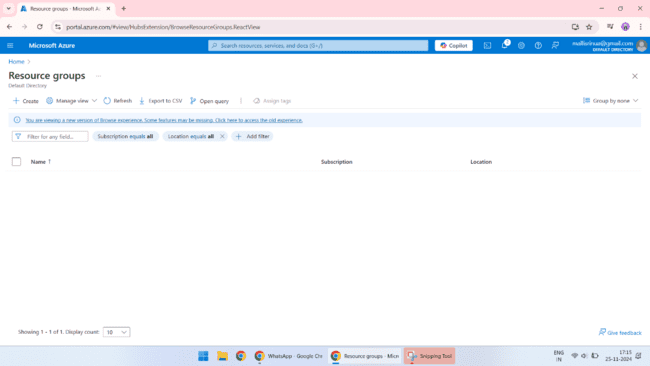 Resource groups - Microsoft Az
portal.azure.com/#view/HubsExtension/BrowseResourceGroups.ReactView
Microsoft Azure
Search resources, services, and docs (G+/)
Copilot
1
DEFAULT DIRECTORY
Home
Resource groups
Default Directory
Create
Manage view
Refresh
Export to CSV
Open query
Assign tags
Group by none
You are viewing a new version of Browse experience. Some features may be missing. Click here to access the old experience.
Filter for any field...
Subscription equals all
Location equals all
Add filter
Name ↑
Subscription
Location
Showing 1 - 1 of 1. Display count:
10
Give feedback
WhatsApp - Google Ch
Resource groups - Micr
Snipping Tool
ENG
IN
17:15
25-11-2024